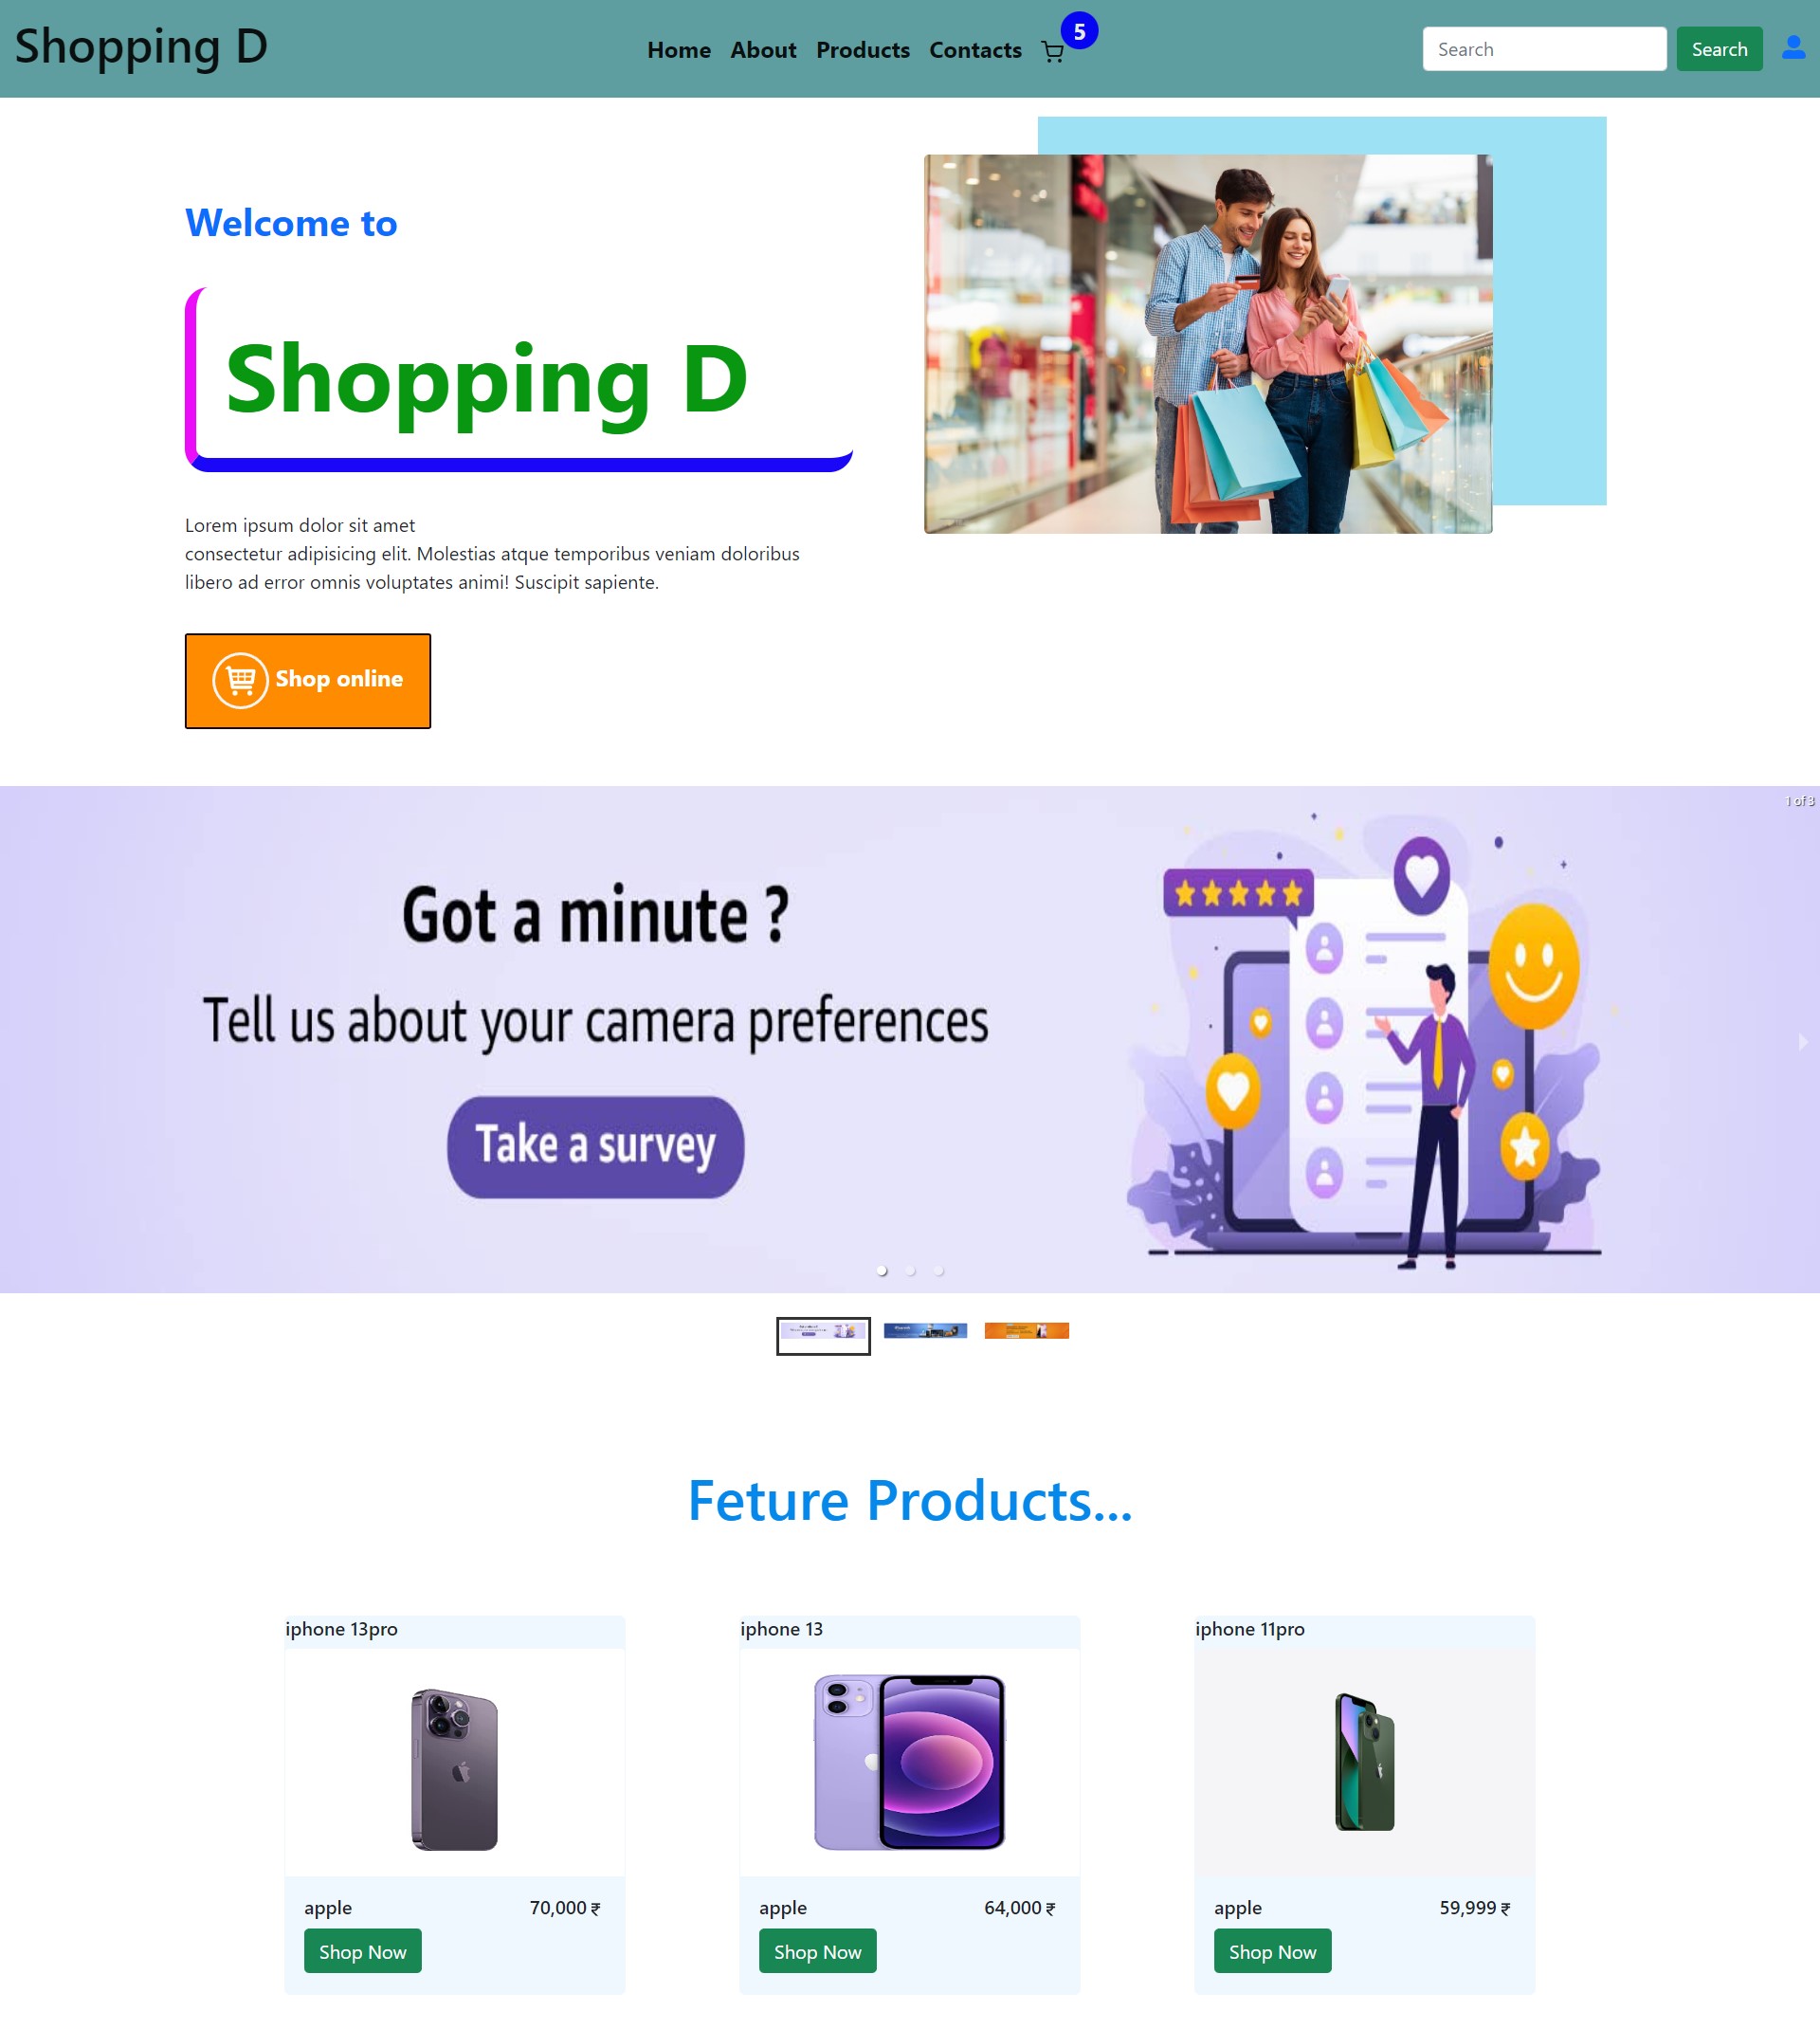 Shopping D
Home About Products Contacts 5
Search Search
Welcome to
Shopping D
Lorem ipsum dolor sit amet
consectetur adipisicing elit. Molestias atque temporibus veniam doloribus
libero ad error omnis voluptates animi! Suscipit sapiente.
Shop online
1 of 3
Got a minute ?
Tell us about your camera preferences
Take a survey
Feture Products...
iphone 13pro
apple 70,000 ₹
Shop Now
iphone 13
apple 64,000 ₹
Shop Now
iphone 11pro
apple 59,999 ₹
Shop Now